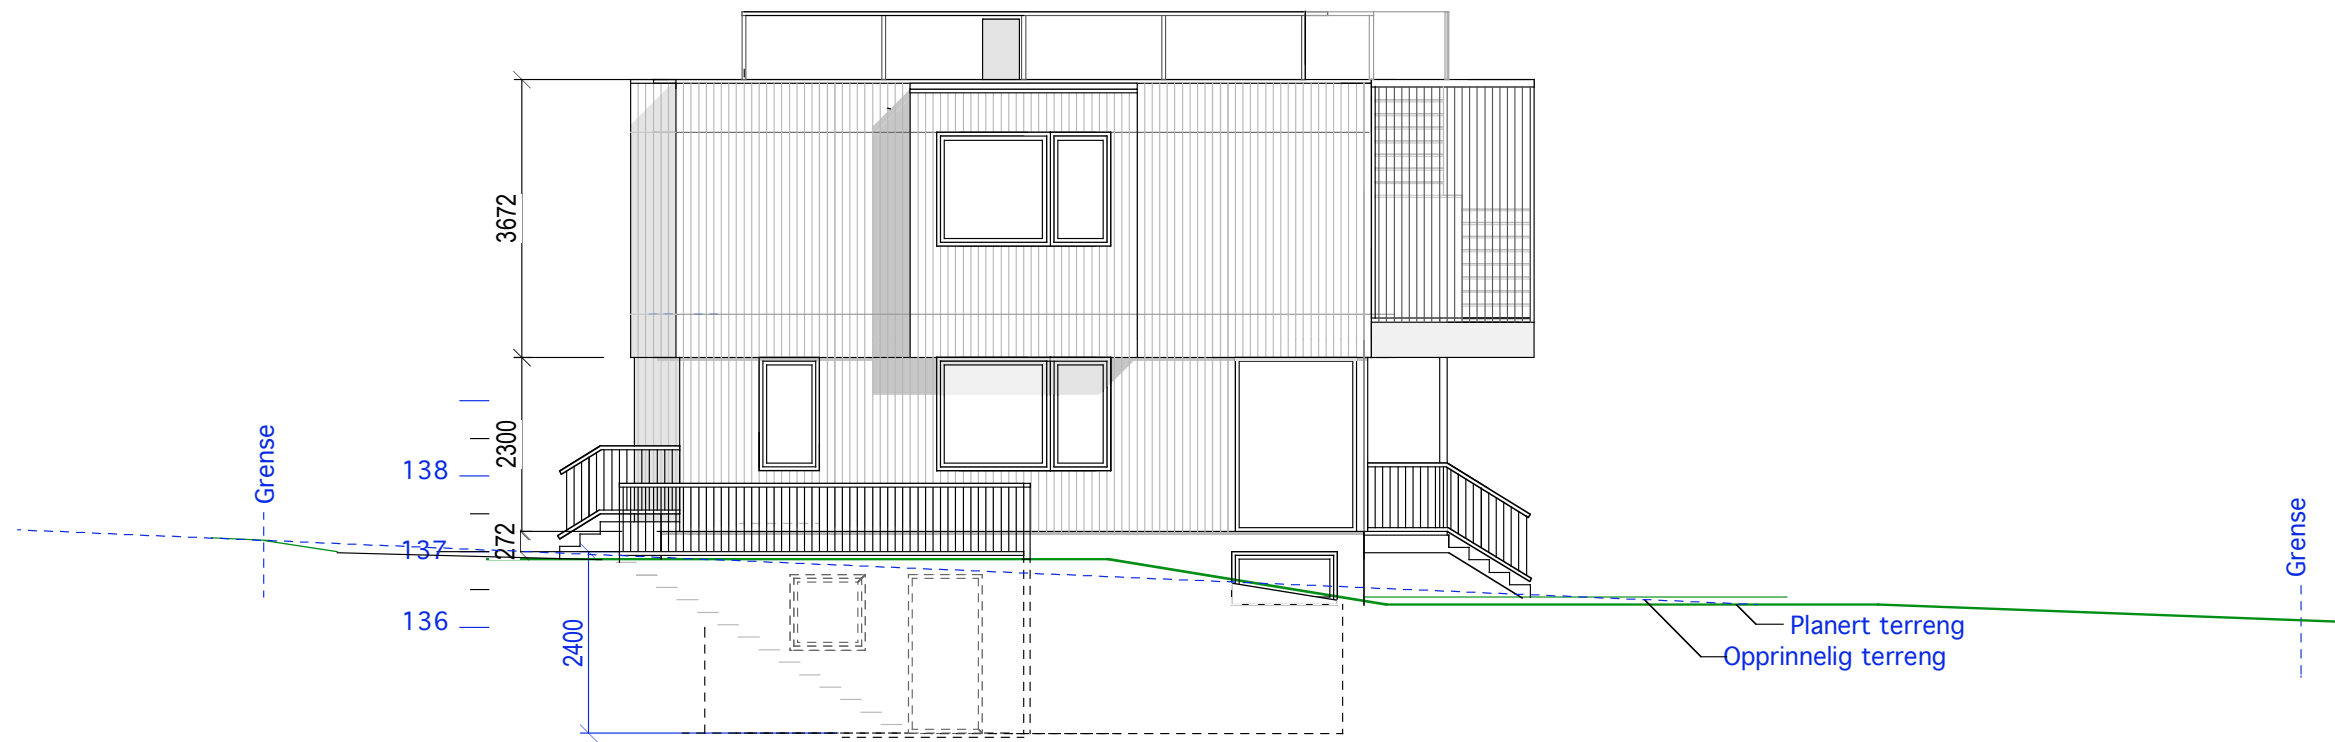 3672
2300
272
2400
138
137
136
Grense
Grense
Planert terreng
Opprinnelig terreng